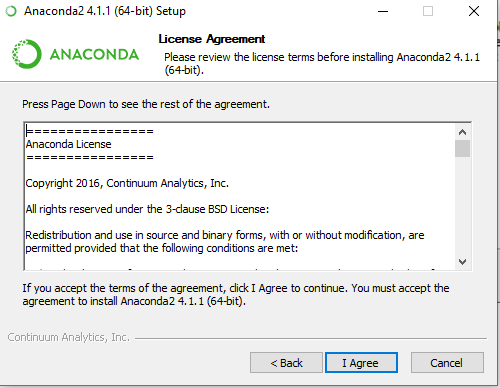 Anaconda2 4.1.1 (64-bit) Setup
ANACONDA
License Agreement
Please review the license terms before installing Anaconda2 4.1.1
(64-bit).
Press Page Down to see the rest of the agreement.
================
Anaconda License
================
Copyright 2016, Continuum Analytics, Inc.
All rights reserved under the 3-clause BSD License:
Redistribution and use in source and binary forms, with or without modification, are
permitted provided that the following conditions are met:
If you accept the terms of the agreement, click I Agree to continue. You must accept the
agreement to install Anaconda2 4.1.1 (64-bit).
Continuum Analytics, Inc.
< Back
I Agree
Cancel